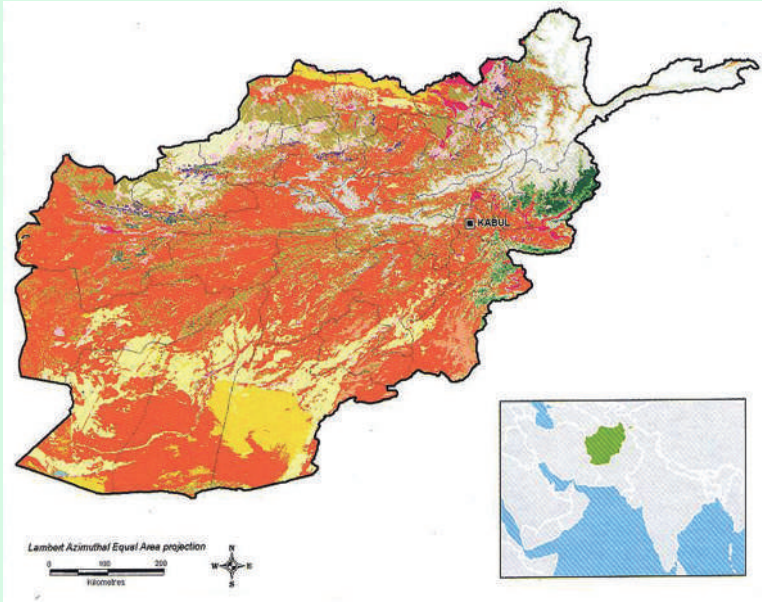 KABUL
Lambert Azimuthal Equal Area projection
N
W E
S
0 100 200
Kilometres